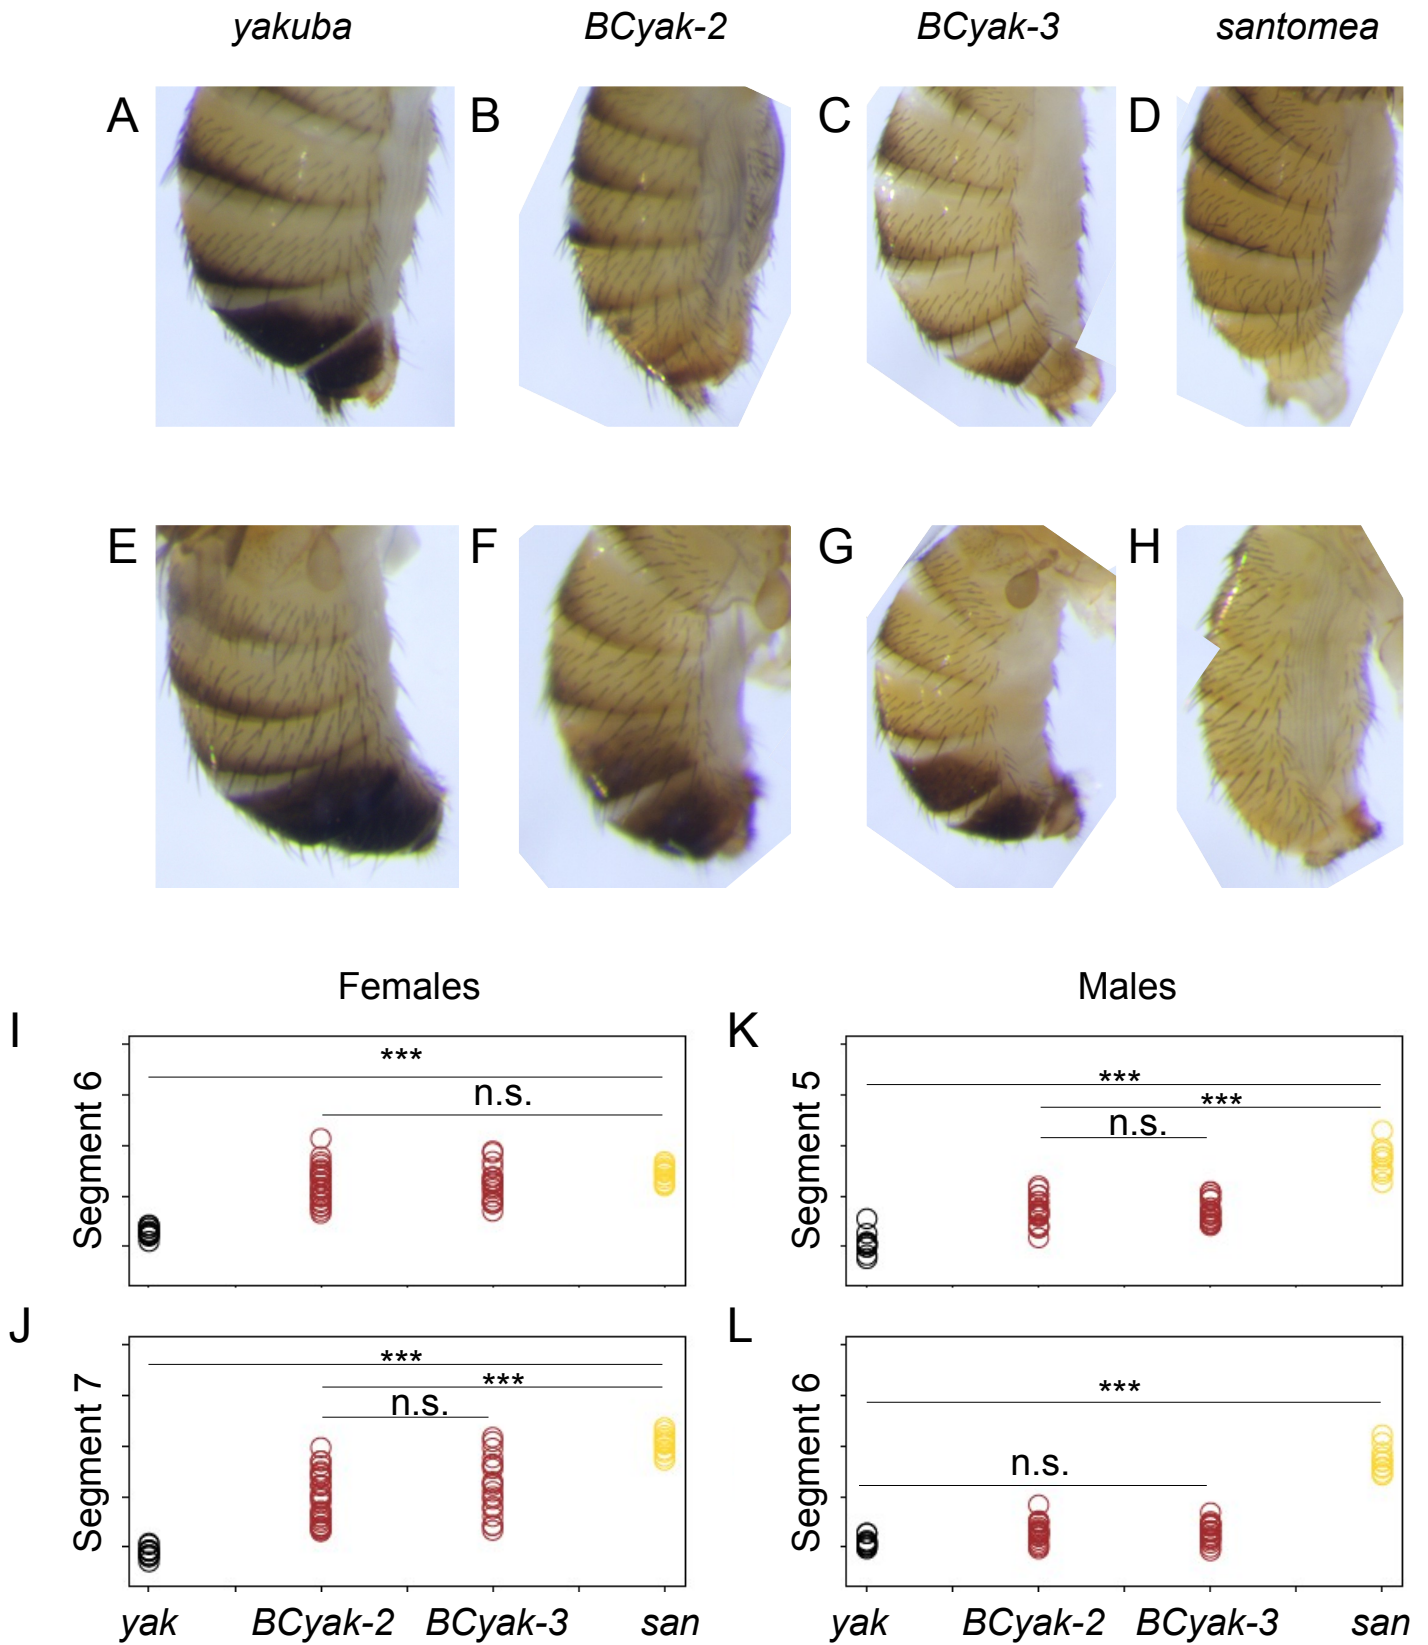 yakuba BCyak-2 BCyak-3 santomea
A B C D
E F G H
Females Males
I K
Segment 6
***
n.s.
Segment 5
***
***
n.s.
J L
Segment 7
***
***
n.s.
Segment 6
***
n.s.
yak BCyak-2 BCyak-3 san yak BCyak-2 BCyak-3 san